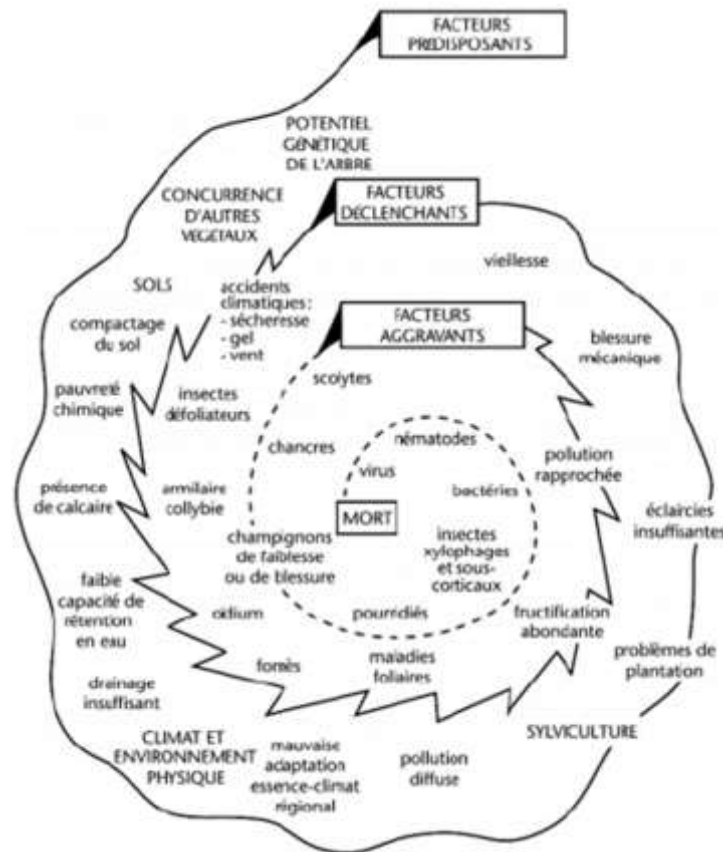 FACTEURS
PRÉDISPOSANTS
POTENTIEL
GÉNÉTIQUE
DE L'ARBRE
CONCURRENCE
D'AUTRES
VÉGÉTAUX
FACTEURS
DÉCLENCHANTS
vieillesse
SOLS
accidents
climatiques :
- sécheresse
- gel
- vent
FACTEURS
AGGRAVANTS
compactage
du sol
blessure
mécanique
scolytes
pauvreté
chimique
insectes
défoliateurs
chancres
nématodes
virus
pollution
rapprochée
présence
de calcaire
armilaire
collybie
bactéries
MORT
éclaircies
insuffisantes
champignons
de faiblesse
ou de blessure
insectes
xylophages
et sous-
corticaux
faible
capacité de
rétention
en eau
oïdium
pourridiés
fructification
abondante
fomès
maladies
foliaires
problèmes de
plantation
drainage
insuffisant
SYLVICULTURE
CLIMAT ET
ENVIRONNEMENT
PHYSIQUE
mauvaise
adaptation
essence-climat
régional
pollution
diffuse